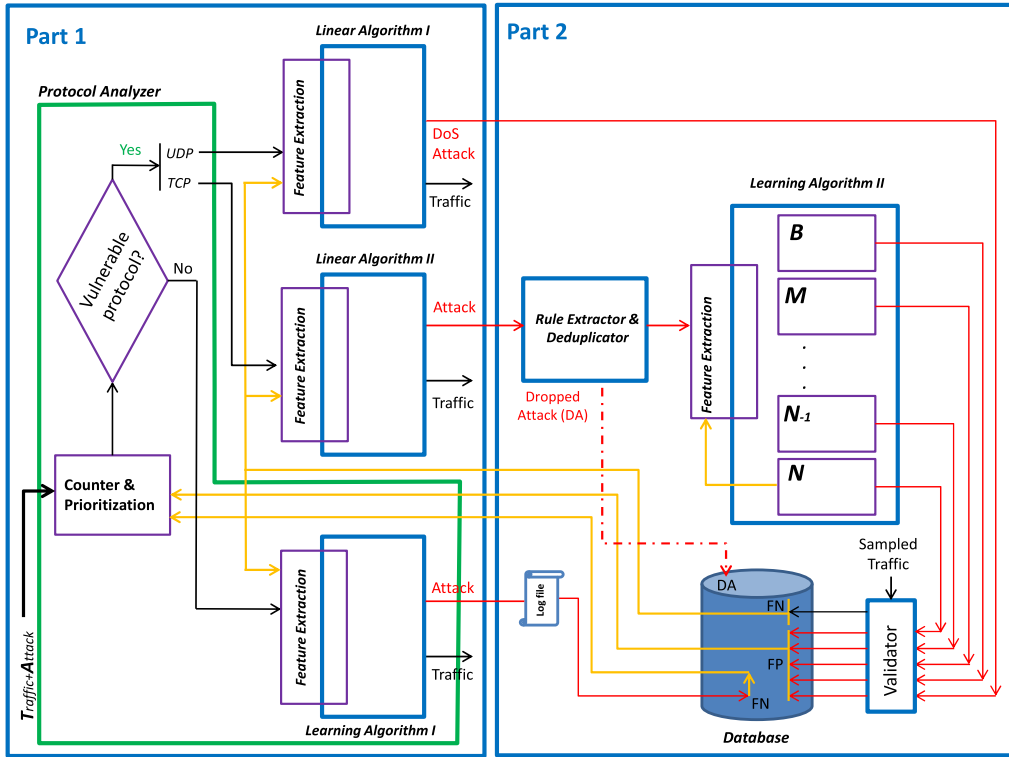 Part 1
Part 2
Linear Algorithm I
Protocol Analyzer
Feature Extraction
Yes
UDP
TCP
DoS
Attack
Traffic
Vulnerable
protocol?
No
Linear Algorithm II
Feature Extraction
Attack
Traffic
Counter &
Prioritization
Traffic+Attack
Feature Extraction
Attack
Traffic
Learning Algorithm I
Learning Algorithm II
B
M
.
.
.
N-1
N
Feature Extraction
Rule Extractor &
Deduplicator
Dropped
Attack (DA)
Log file
Sampled
Traffic
DA
FN
FP
FN
Validator
Database